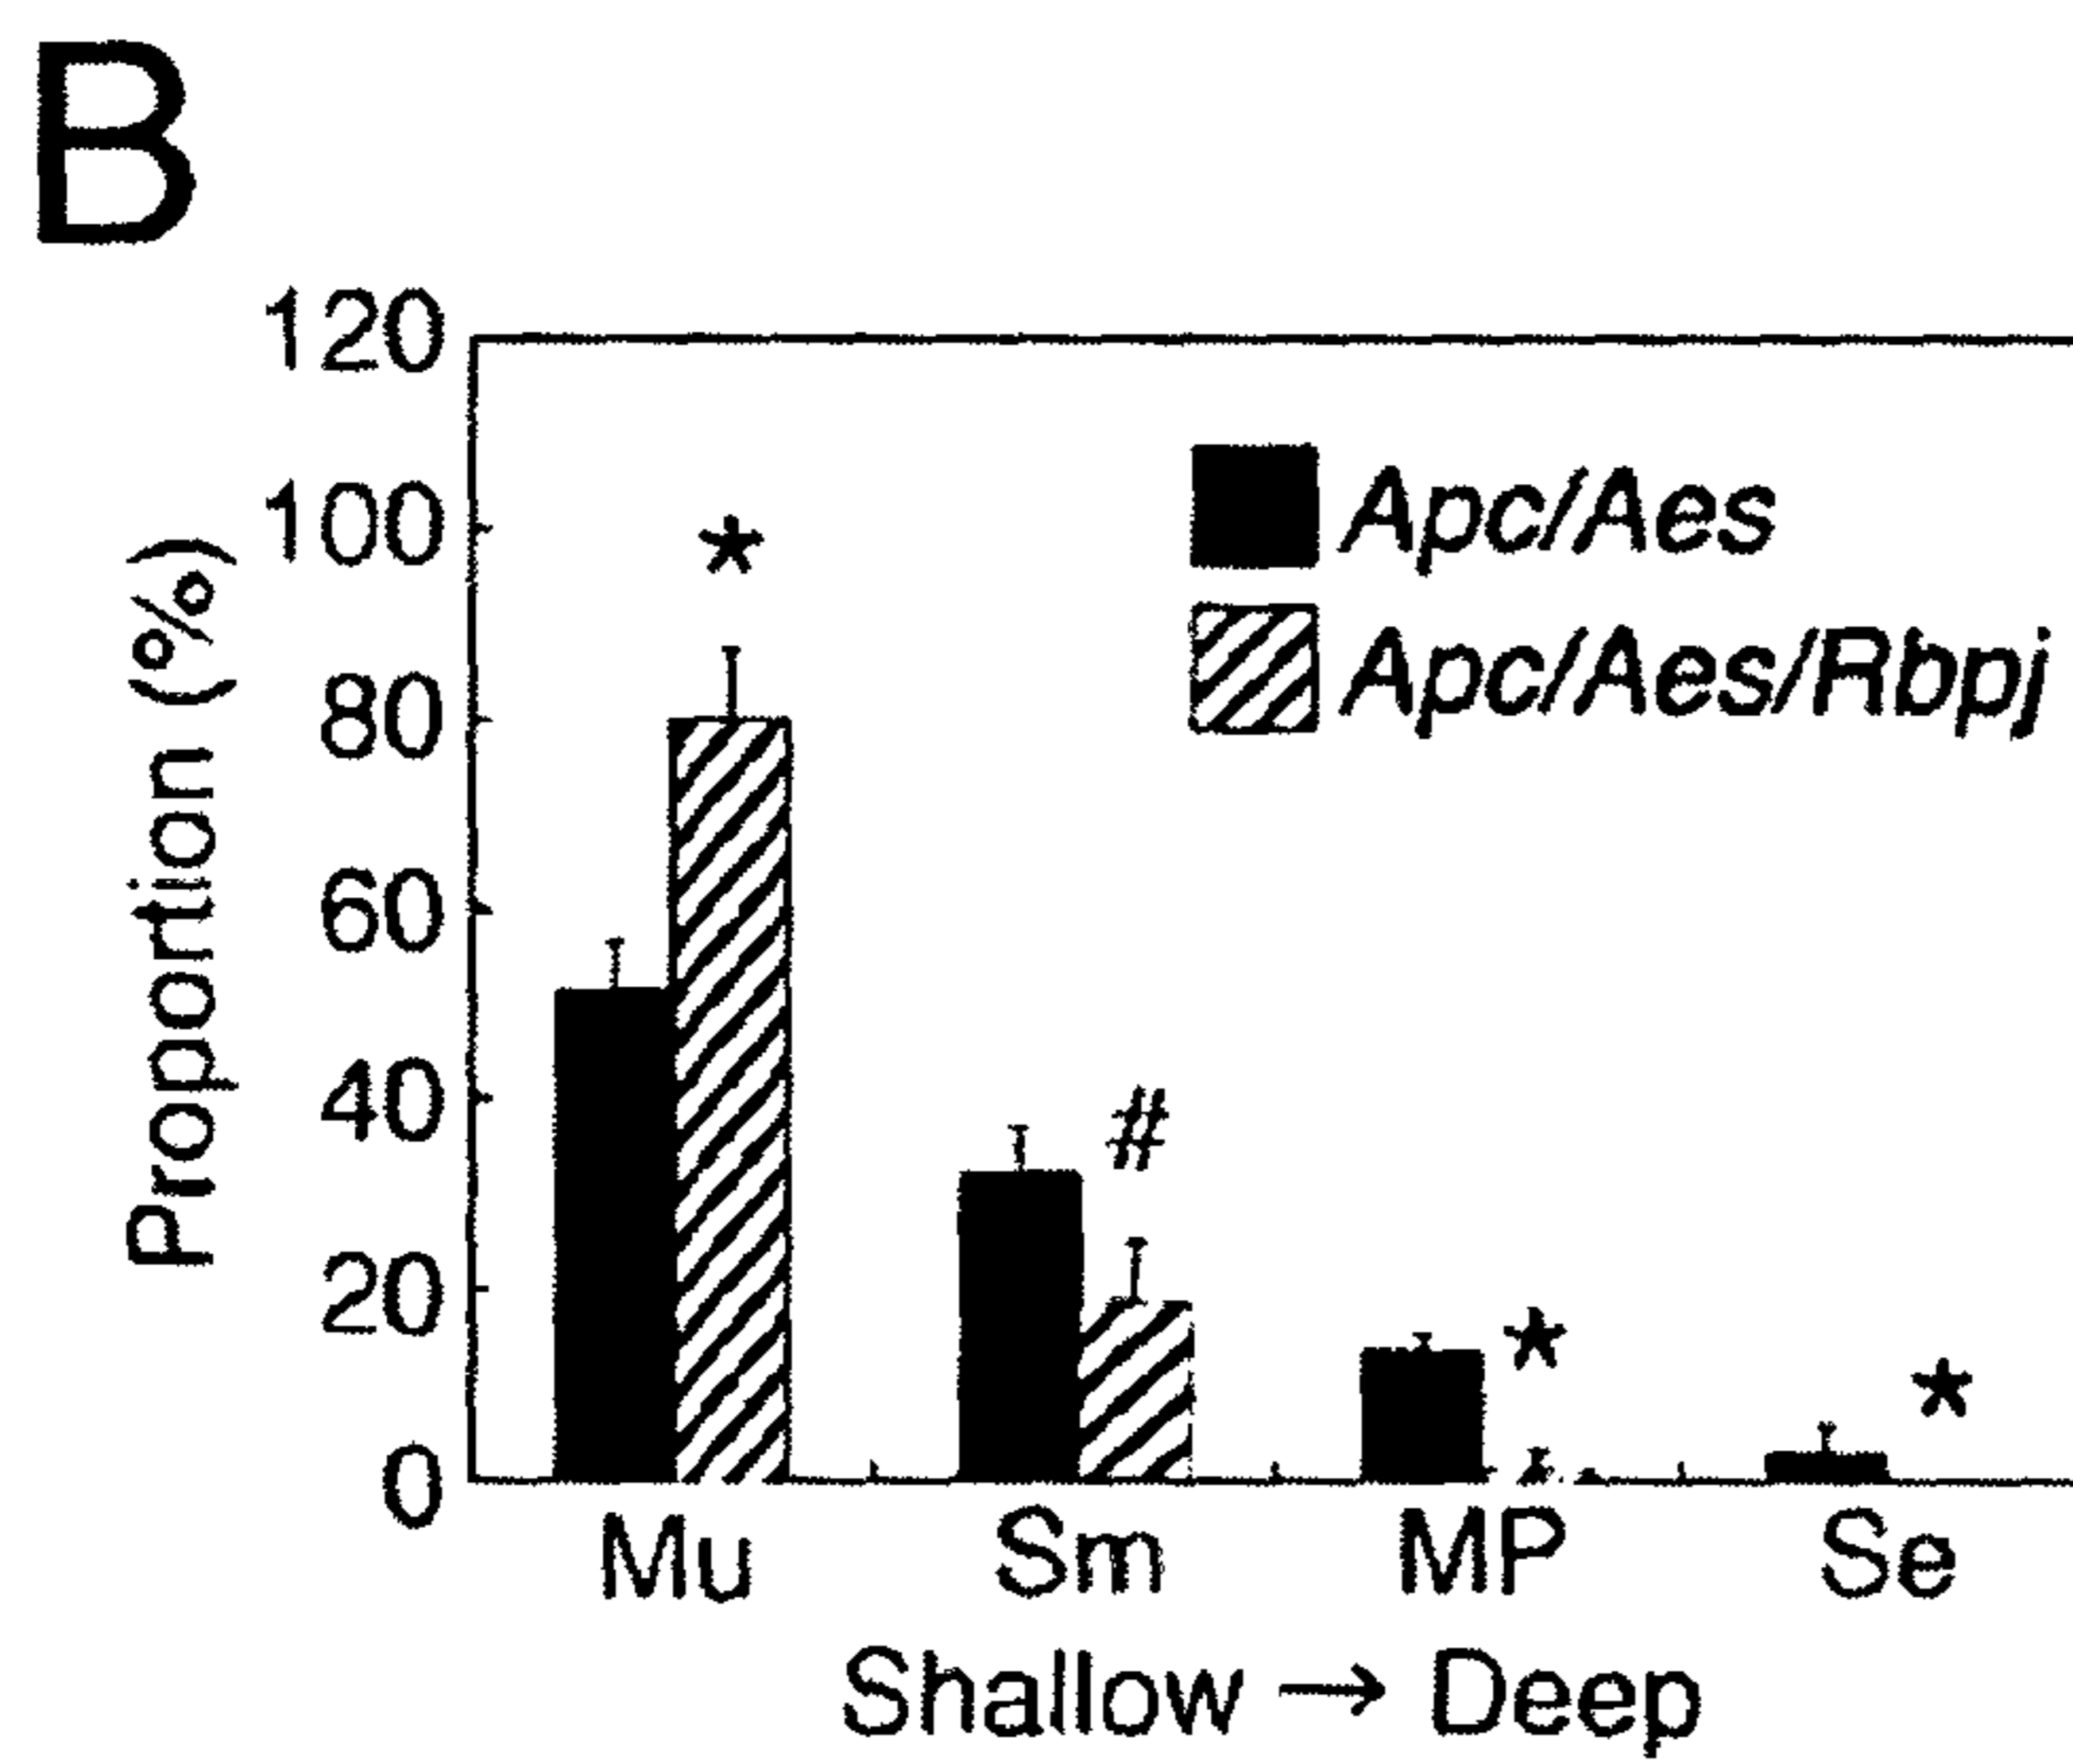 B
120
100
80
60
40
20
0
Proportion (%)
*
#
*
*
Apc/Aes
Apc/Aes/Rbpj
Mu Sm MP Se
Shallow → Deep